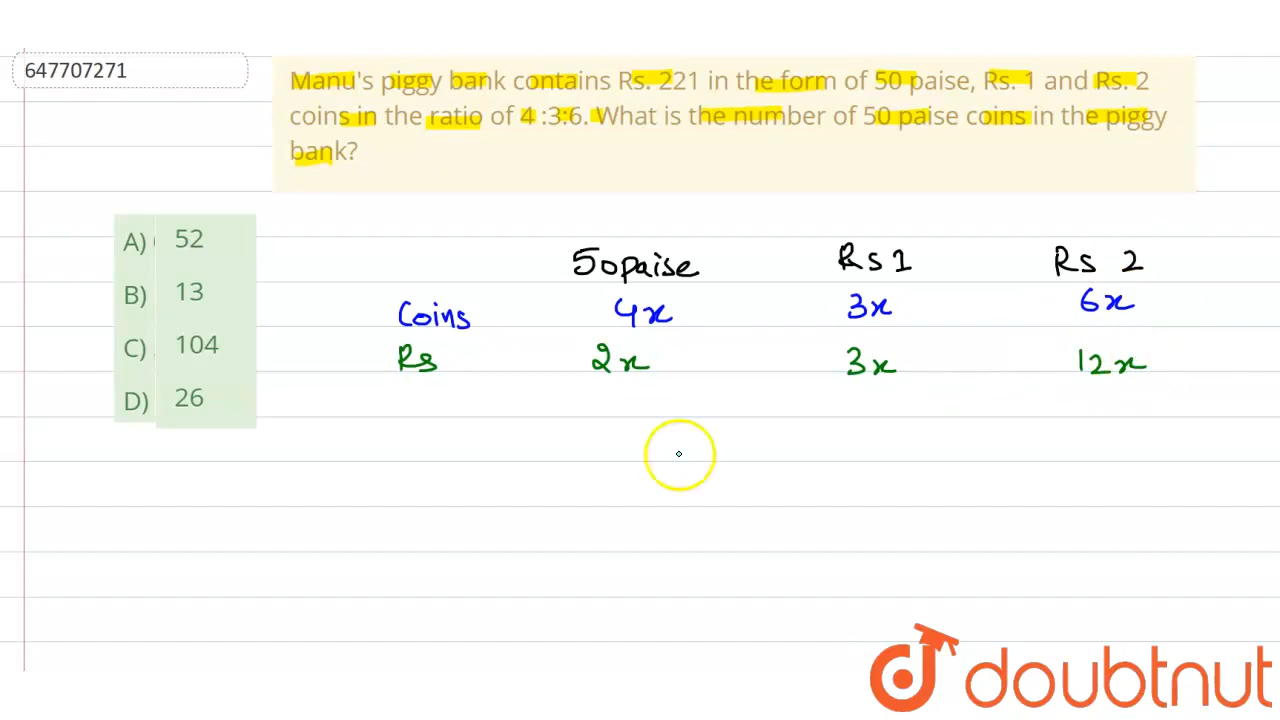 647707271
Manu's piggy bank contains Rs. 221 in the form of 50 paise, Rs. 1 and Rs. 2
coins in the ratio of 4 :3:6. What is the number of 50 paise coins in the piggy
bank?
A) 52
B) 13
C) 104
D) 26
50paise Rs 1 Rs 2
Coins 4x 3x 6x
Rs 2x 3x 12x
doubtnut